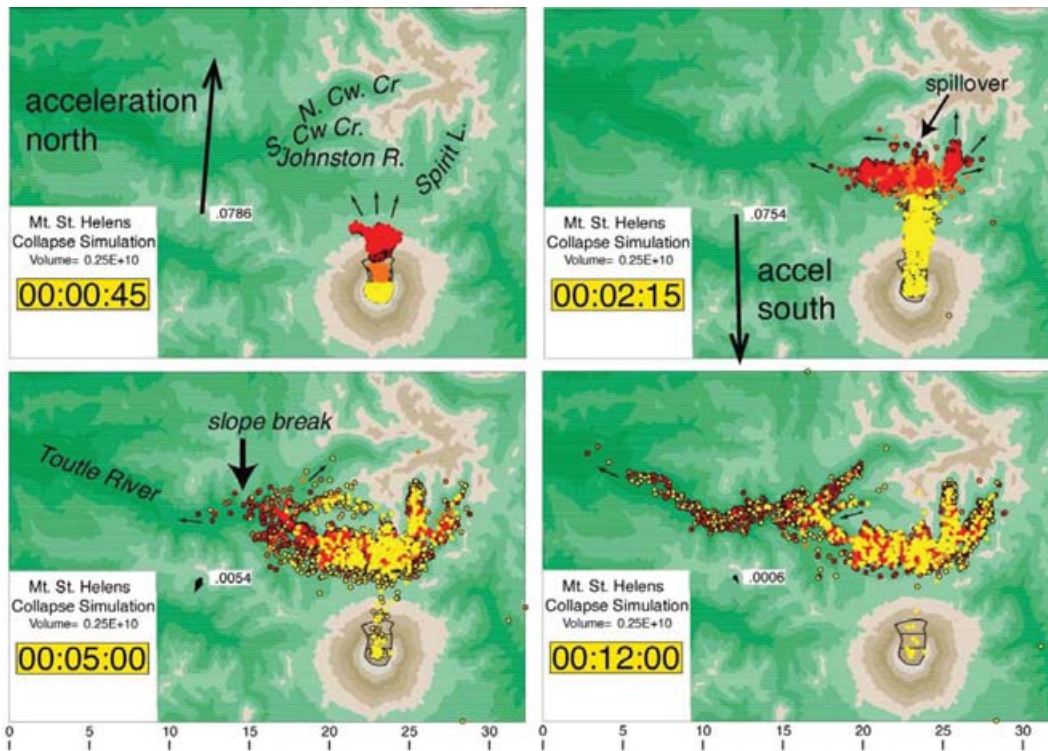 acceleration
north
N. Cw. Cr
S. Cw Cr.
Johnston R.
Spirit L.
.0786
Mt. St. Helens
Collapse Simulation
Volume= 0.25E+10
00:00:45
spillover
.0754
accel
south
Mt. St. Helens
Collapse Simulation
Volume= 0.25E+10
00:02:15
slope break
Toutle River
.0054
Mt. St. Helens
Collapse Simulation
Volume= 0.25E+10
00:05:00
0 5 10 15 20 25 30
.0006
Mt. St. Helens
Collapse Simulation
Volume= 0.25E+10
00:12:00
0 5 10 15 20 25 30